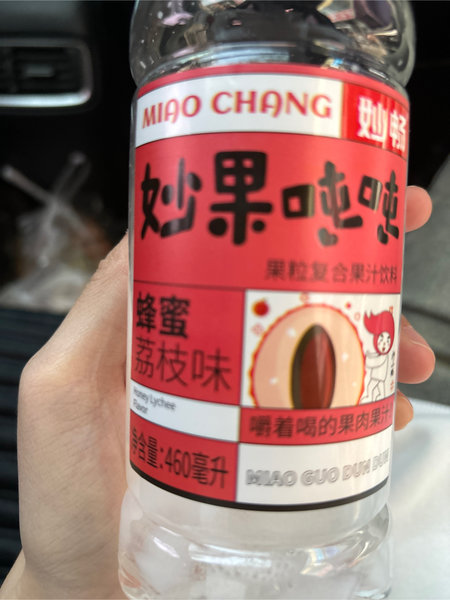 MIAO CHANG 妙畅
妙果吨吨
果粒复合果汁饮料
蜂蜜
荔枝味
Honey Lychee
Flavor
嚼着喝的果肉果汁
净含量:460毫升
MIAO GUO DUN DUN